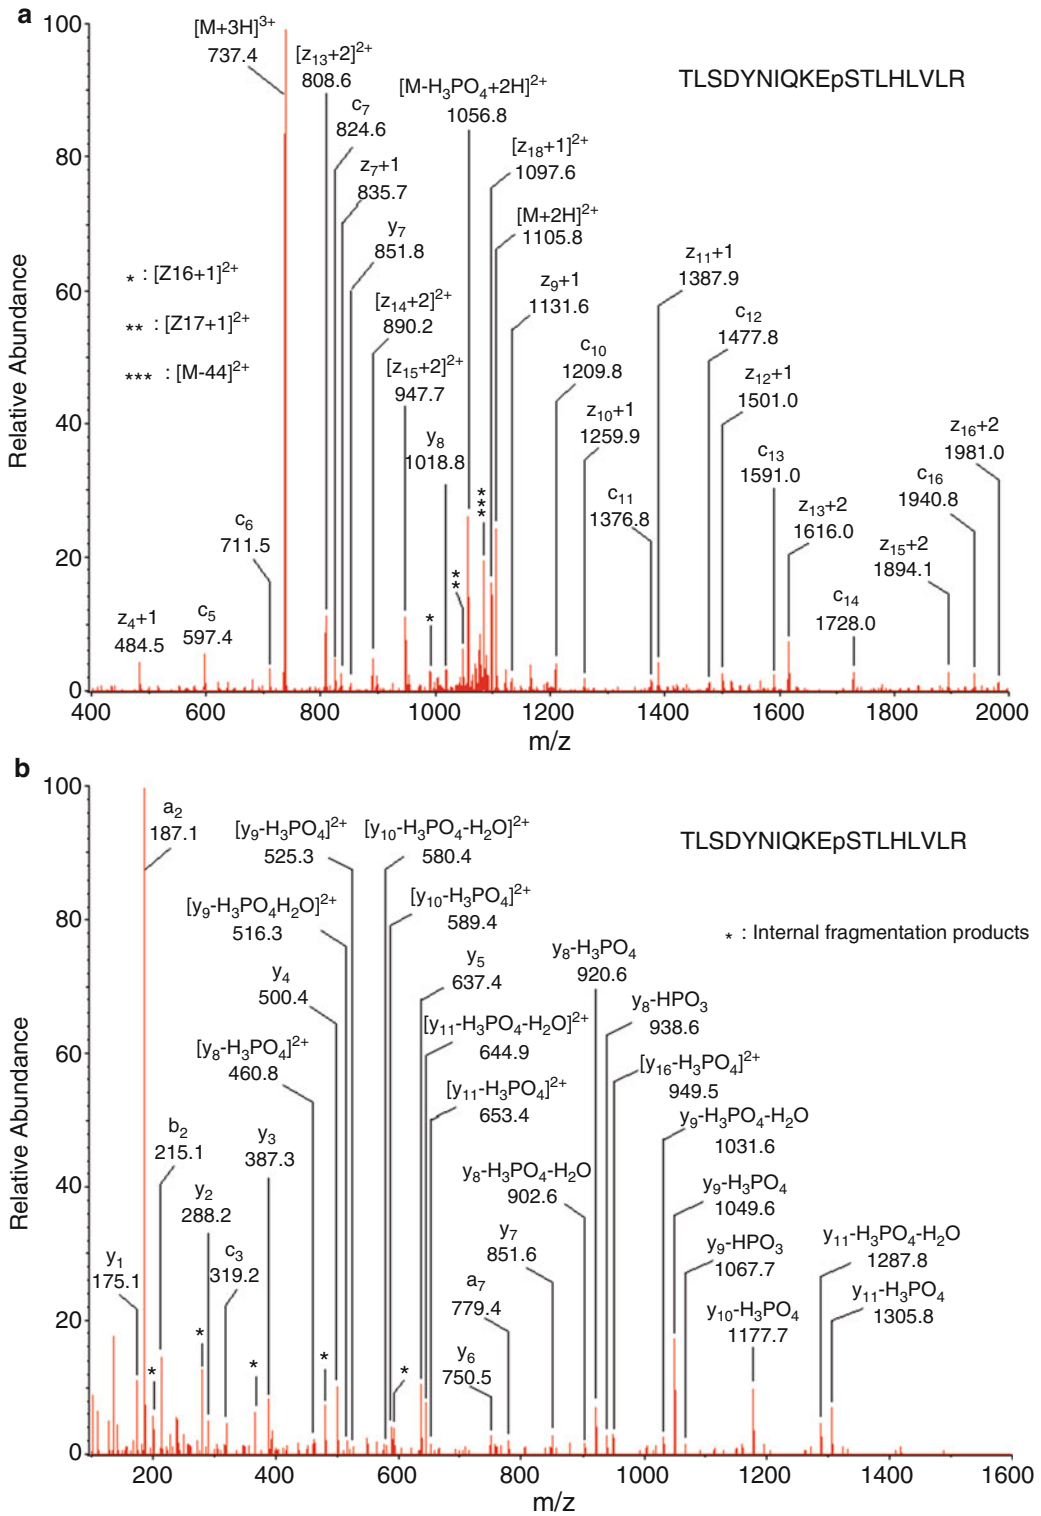 a
TLSDYNIQKEpSTLHLVLR
[M+3H]3+
737.4
[z13+2]2+
808.6
c7
824.6
z7+1
835.7
y7
851.8
[z14+2]2+
890.2
[z15+2]2+
947.7
y8
1018.8
[M-H3PO4+2H]2+
1056.8
[z18+1]2+
1097.6
[M+2H]2+
1105.8
z9+1
1131.6
c10
1209.8
z10+1
1259.9
c11
1376.8
z11+1
1387.9
c12
1477.8
z12+1
1501.0
c13
1591.0
z13+2
1616.0
c14
1728.0
z15+2
1894.1
c16
1940.8
z16+2
1981.0
* : [Z16+1]2+
** : [Z17+1]2+
*** : [M-44]2+
c6
711.5
z4+1
484.5
c5
597.4
*
**
***
Relative Abundance
100
80
60
40
20
0
400 600 800 1000 1200 1400 1600 1800 2000
m/z
b
TLSDYNIQKEpSTLHLVLR
* : Internal fragmentation products
a2
187.1
[y9-H3PO4]2+
525.3
[y10-H3PO4-H2O]2+
580.4
[y9-H3PO4H2O]2+
516.3
[y10-H3PO4]2+
589.4
y4
500.4
y5
637.4
[y8-H3PO4]2+
460.8
[y11-H3PO4-H2O]2+
644.9
[y11-H3PO4]2+
653.4
y8-H3PO4
920.6
y8-HPO3
938.6
[y16-H3PO4]2+
949.5
y9-H3PO4-H2O
1031.6
y9-H3PO4
1049.6
y9-HPO3
1067.7
y10-H3PO4
1177.7
y11-H3PO4-H2O
1287.8
y11-H3PO4
1305.8
b2
215.1
y3
387.3
y2
288.2
c3
319.2
y1
175.1
y8-H3PO4-H2O
902.6
y7
851.6
a7
779.4
y6
750.5
*
*
*
*
*
Relative Abundance
100
80
60
40
20
0
200 400 600 800 1000 1200 1400 1600
m/z